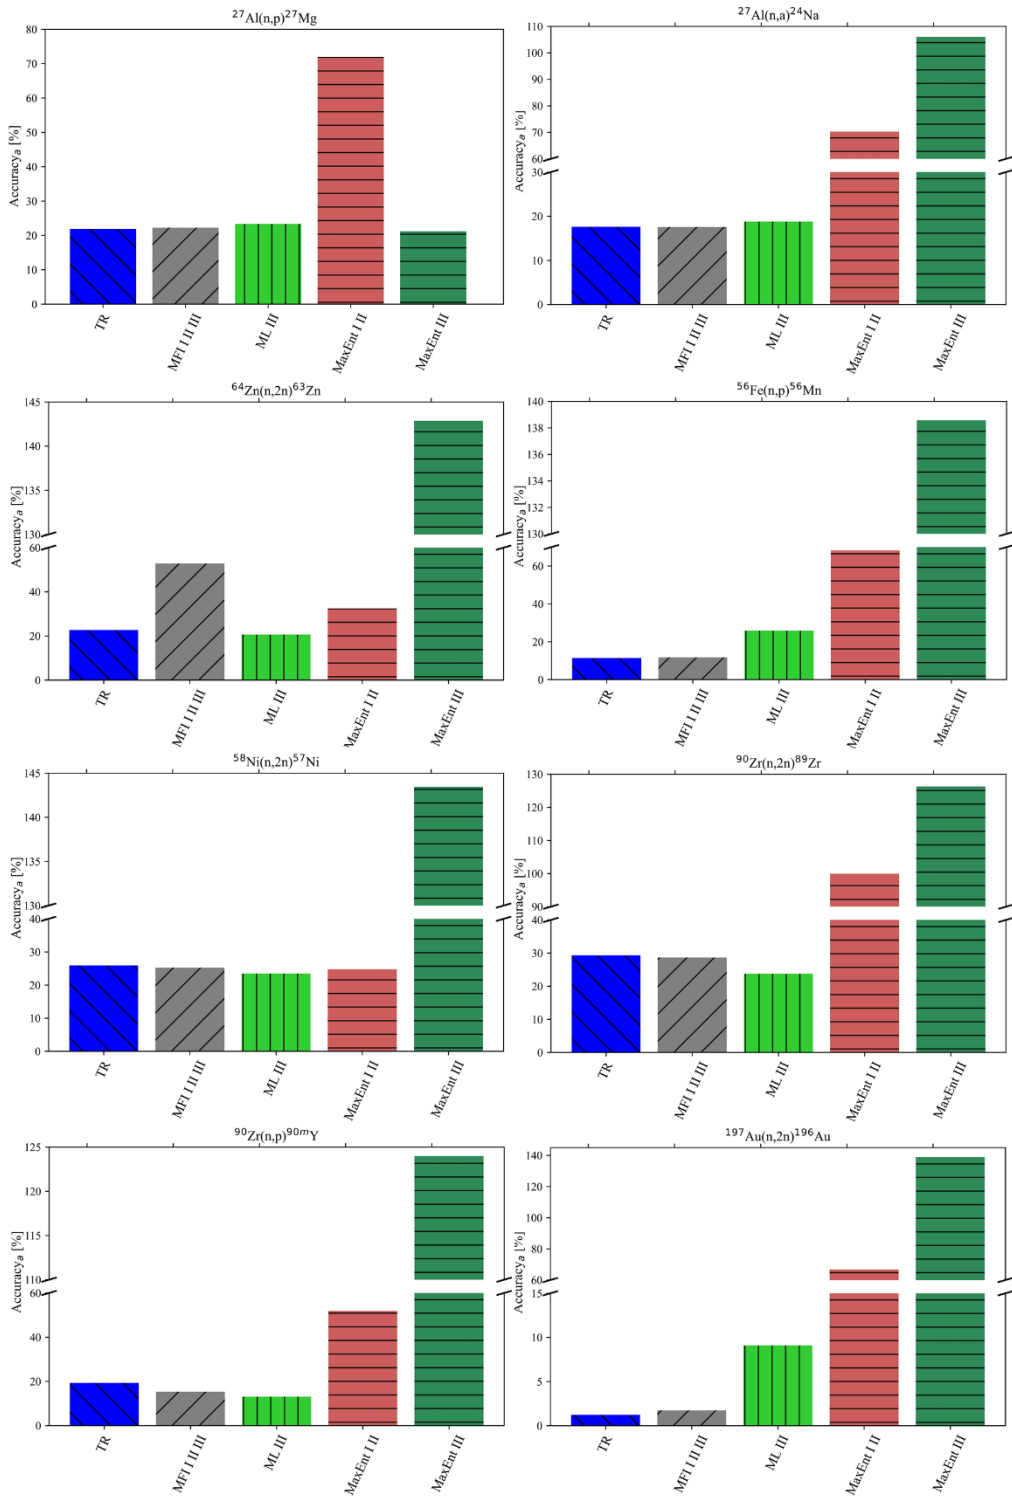 ²⁷Al(n,p)²⁷Mg
Accuracyₐ [%]
80
70
60
50
40
30
20
10
0
TR
MFI I II III
ML III
MaxEnt I II
MaxEnt III
²⁷Al(n,a)²⁴Na
Accuracyₐ [%]
110
100
90
80
70
60
30
20
10
0
TR
MFI I II III
ML III
MaxEnt I II
MaxEnt III
⁶⁴Zn(n,2n)⁶³Zn
Accuracyₐ [%]
145
140
135
130
60
40
20
0
TR
MFI I II III
ML III
MaxEnt I II
MaxEnt III
⁵⁶Fe(n,p)⁵⁶Mn
Accuracyₐ [%]
140
138
136
134
132
130
60
40
20
0
TR
MFI I II III
ML III
MaxEnt I II
MaxEnt III
⁵⁸Ni(n,2n)⁵⁷Ni
Accuracyₐ [%]
145
140
135
130
40
30
20
10
0
TR
MFI I II III
ML III
MaxEnt I II
MaxEnt III
⁹⁰Zr(n,2n)⁸⁹Zr
Accuracyₐ [%]
130
120
110
100
90
40
30
20
10
0
TR
MFI I II III
ML III
MaxEnt I II
MaxEnt III
⁹⁰Zr(n,p)⁹⁰ᵐY
Accuracyₐ [%]
125
120
115
110
60
40
20
0
TR
MFI I II III
ML III
MaxEnt I II
MaxEnt III
¹⁹⁷Au(n,2n)¹⁹⁶Au
Accuracyₐ [%]
140
130
120
110
100
90
80
70
60
15
10
5
0
TR
MFI I II III
ML III
MaxEnt I II
MaxEnt III